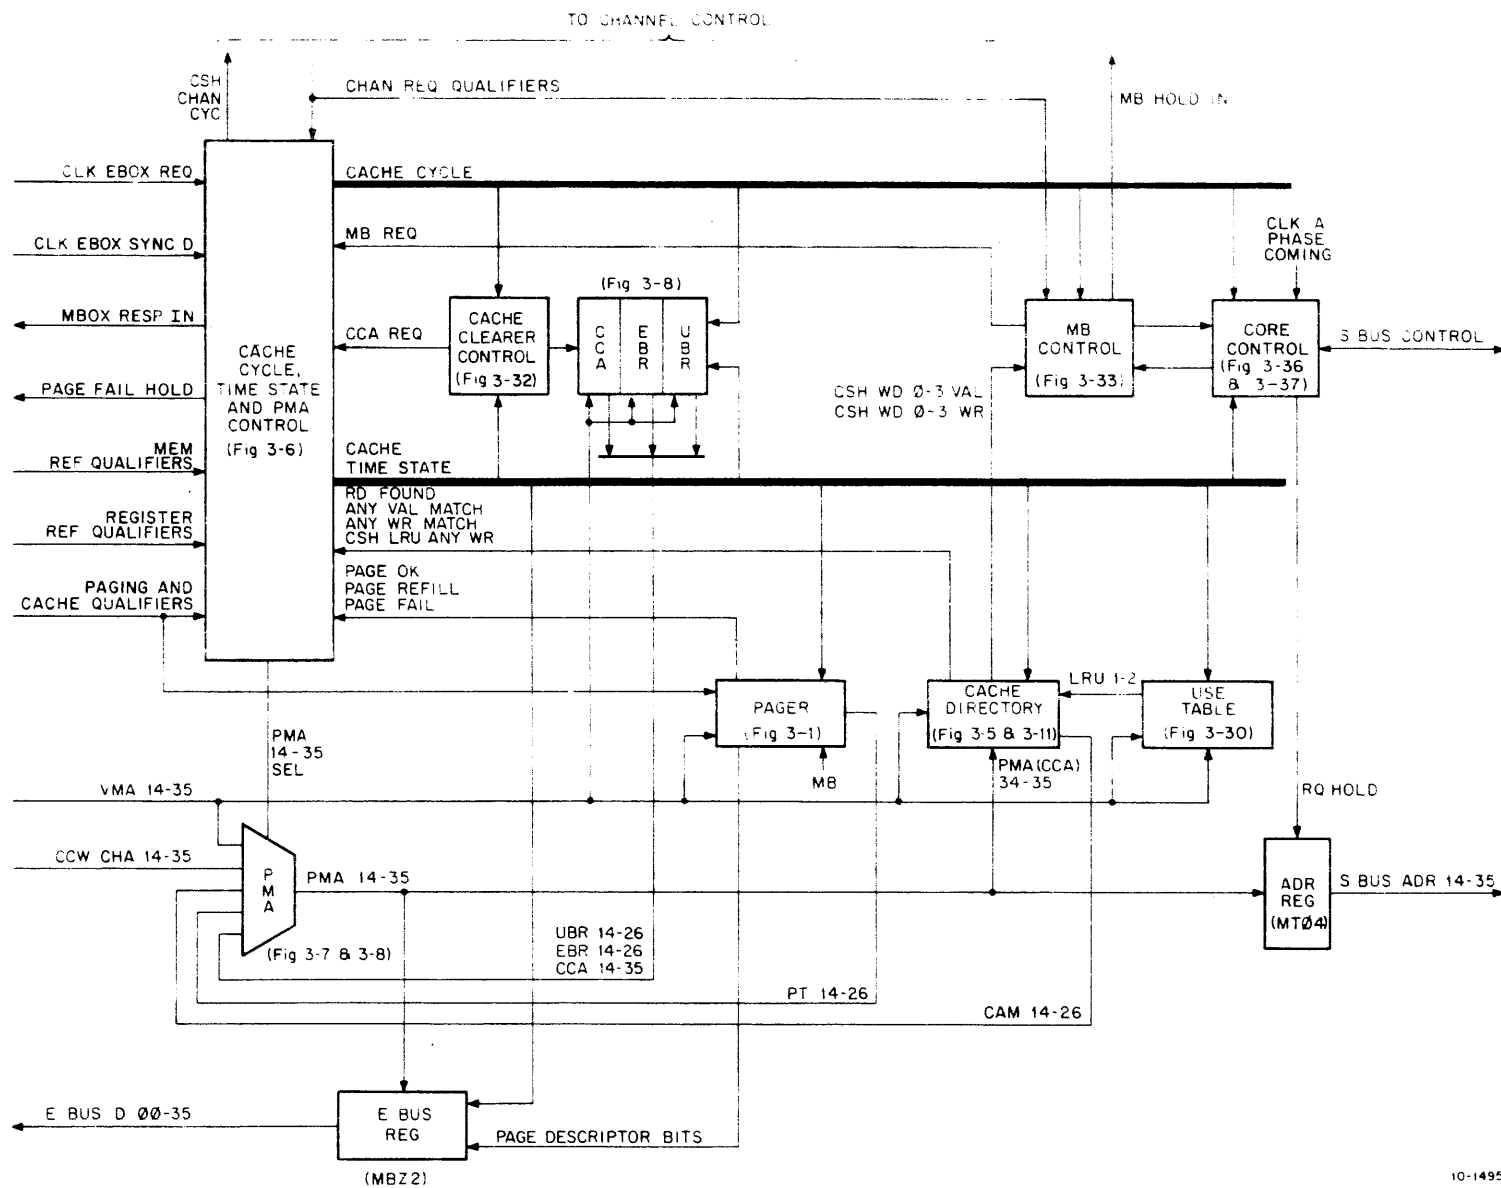 TO CHANNEL CONTROL
CSH
CHAN
CYC
CHAN REQ QUALIFIERS
MB HOLD IN
CLK EBOX REQ
CACHE CYCLE
CLK EBOX SYNC D
MB REQ
CLK A
PHASE
COMING
(Fig 3-8)
MBOX RESP IN
CCA REQ
CACHE
CLEARER
CONTROL
(Fig 3-32)
CCA
EBR
UBR
MB
CONTROL
(Fig 3-33)
CORE
CONTROL
(Fig 3-36
& 3-37)
S BUS CONTROL
CACHE
CYCLE,
TIME STATE
AND PMA
CONTROL
(Fig 3-6)
PAGE FAIL HOLD
CSH WD Ø-3 VAL
CSH WD Ø-3 WR
MEM
REF QUALIFIERS
CACHE
TIME STATE
RD FOUND
ANY VAL MATCH
ANY WR MATCH
CSH LRU ANY WR
REGISTER
REF QUALIFIERS
PAGE OK
PAGE REFILL
PAGE FAIL
PAGING AND
CACHE QUALIFIERS
PAGER
(Fig 3-1)
CACHE
DIRECTORY
(Fig 3-5 & 3-11)
LRU 1-2
USE
TABLE
(Fig 3-30)
PMA
14-35
SEL
MB
PMA(CCA)
34-35
VMA 14-35
RQ HOLD
CCW CHA 14-35
PMA
PMA 14-35
ADR
REG
(MTØ4)
S BUS ADR 14-35
(Fig 3-7 & 3-8)
UBR 14-26
EBR 14-26
CCA 14-35
PT 14-26
CAM 14-26
E BUS D ØØ-35
E BUS
REG
PAGE DESCRIPTOR BITS
(MBZ2)
10-1495